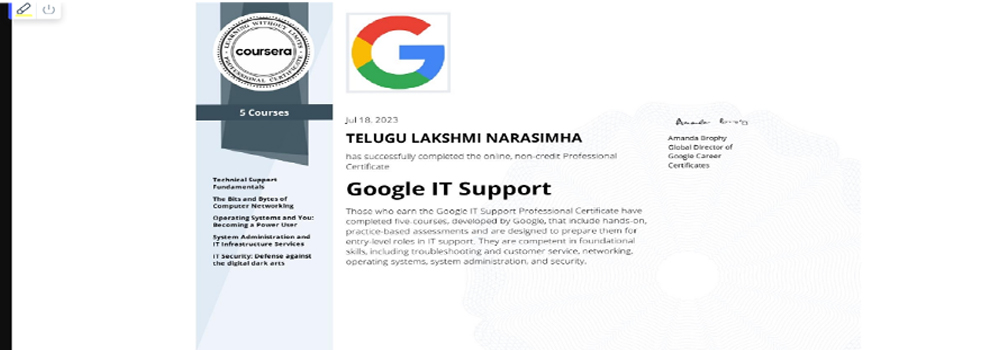 LEARNING WITHOUT LIMITS
coursera
PROFESSIONAL CERTIFICATE
5 Courses
Technical Support
Fundamentals
The Bits and Bytes of
Computer Networking
Operating Systems and You:
Becoming a Power User
System Administration and
IT Infrastructure Services
IT Security: Defense against
the digital dark arts
G
Jul 18, 2023
TELUGU LAKSHMI NARASIMHA
has successfully completed the online, non-credit Professional
Certificate
Google IT Support
Those who earn the Google IT Support Professional Certificate have
completed five courses, developed by Google, that include hands-on,
practice-based assessments and are designed to prepare them for
entry-level roles in IT support. They are competent in foundational
skills, including troubleshooting and customer service, networking,
operating systems, system administration, and security.
Amanda Brophy
Global Director of
Google Career
Certificates